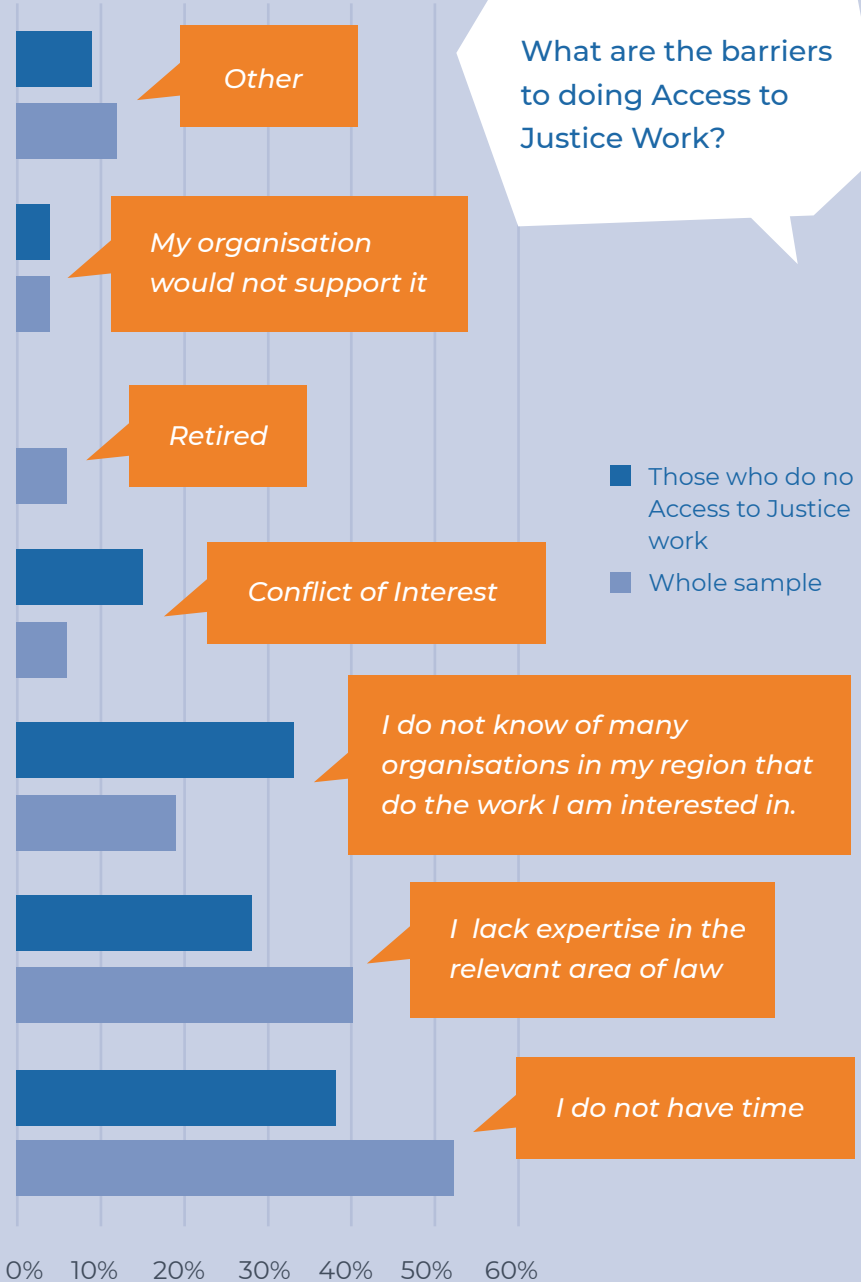 What are the barriers
to doing Access to
Justice Work?
Other
My organisation
would not support it
Retired
Those who do no
Access to Justice
work
Whole sample
Conflict of Interest
I do not know of many
organisations in my region that
do the work I am interested in.
I lack expertise in the
relevant area of law
I do not have time
0% 10% 20% 30% 40% 50% 60%